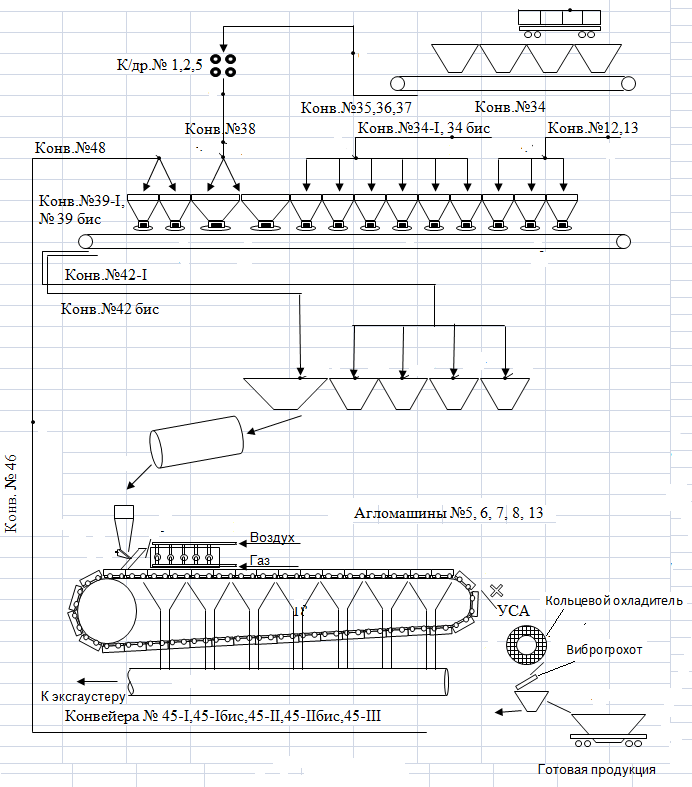 К/др.№ 1,2,5
Конв.№35,36,37
Конв.№34
Конв.№38
Конв.№34-I, 34 бис
Конв.№12,13
Конв.№48
Конв.№39-I,
№ 39 бис
Конв.№42-I
Конв.№42 бис
Конв. № 46
Агломашины №5, 6, 7, 8, 13
Воздух
Газ
УСА
Кольцевой охладитель
Виброгрохот
К эксгаустеру
Конвейера № 45-I,45-Iбис,45-II,45-IIбис,45-III
Готовая продукция